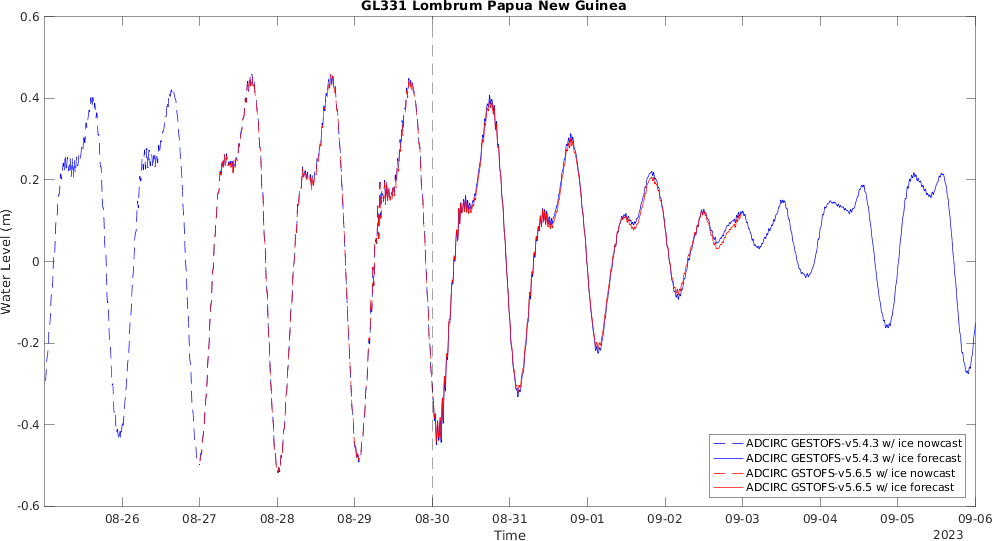 GL331 Lombrum Papua New Guinea
0.6
0.4
0.2
0
-0.2
-0.4
-0.6
Water Level (m)
ADCIRC GESTOFS-v5.4.3 w/ ice nowcast
ADCIRC GESTOFS-v5.4.3 w/ ice forecast
ADCIRC GSTOFS-v5.6.5 w/ ice nowcast
ADCIRC GSTOFS-v5.6.5 w/ ice forecast
08-26 08-27 08-28 08-29 08-30 08-31 09-01 09-02 09-03 09-04 09-05 09-06
Time
2023